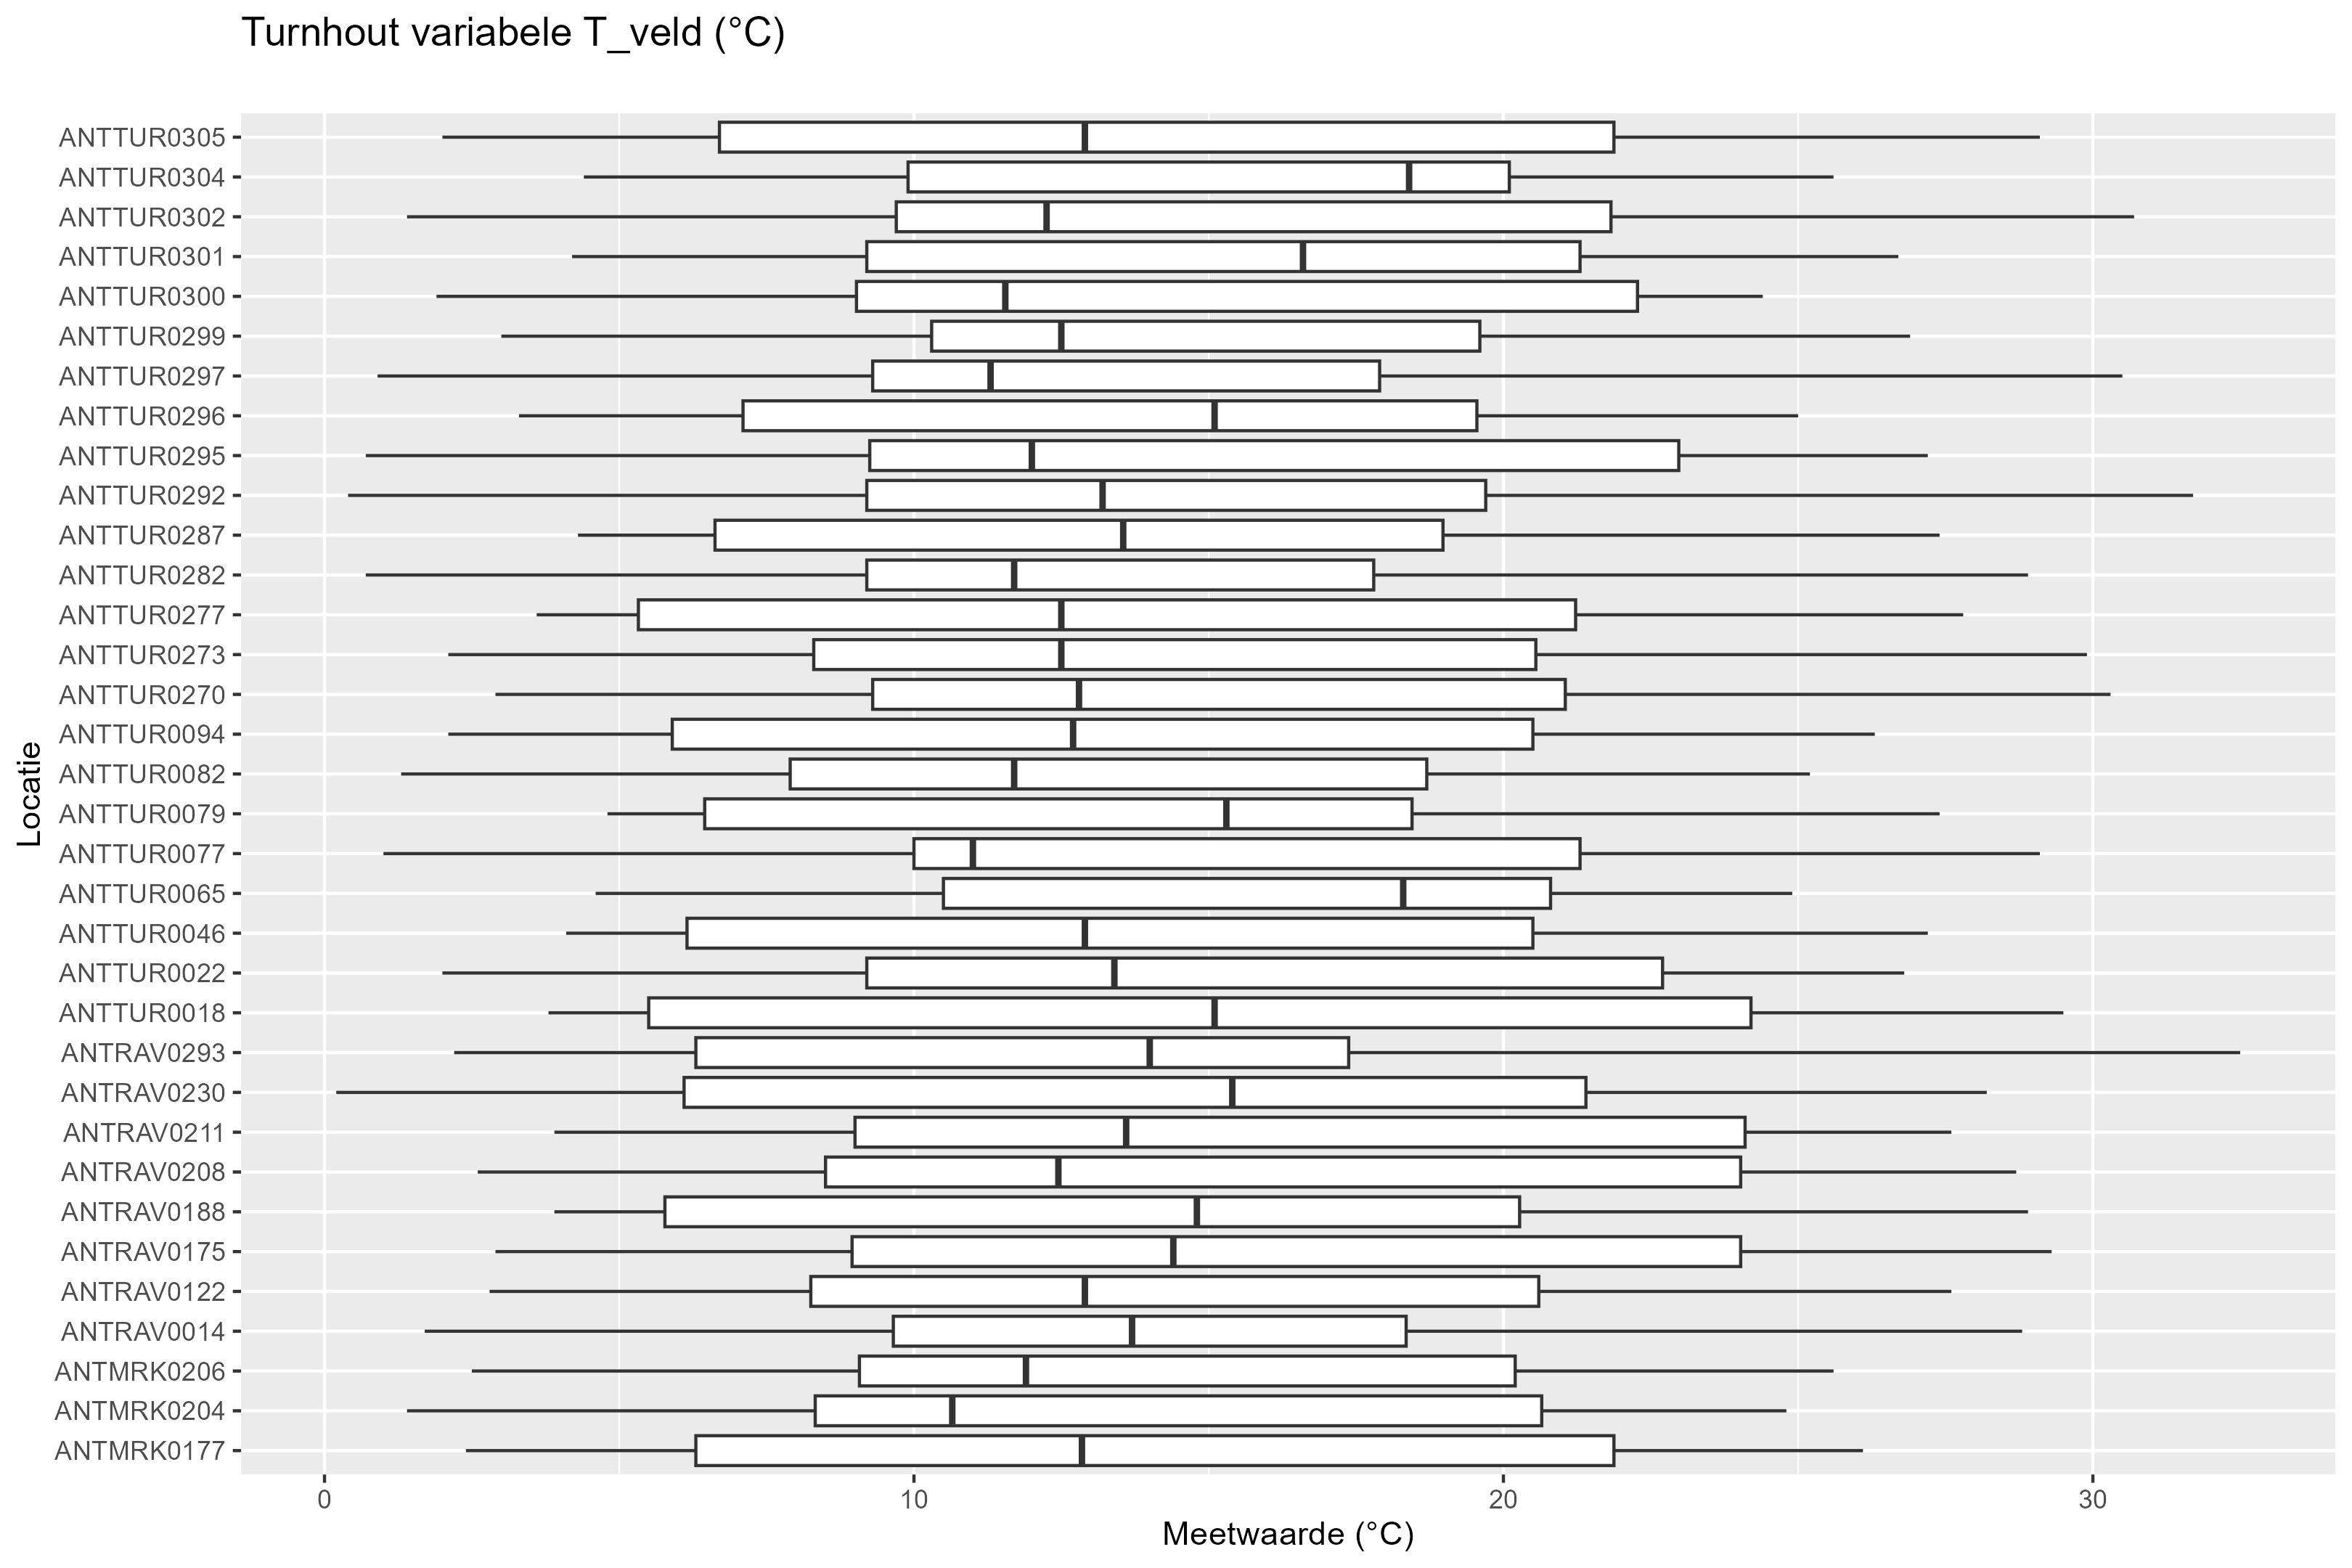 Turnhout variabele T_veld (°C)
ANTTUR0305
ANTTUR0304
ANTTUR0302
ANTTUR0301
ANTTUR0300
ANTTUR0299
ANTTUR0297
ANTTUR0296
ANTTUR0295
ANTTUR0292
ANTTUR0287
ANTTUR0282
ANTTUR0277
ANTTUR0273
ANTTUR0270
ANTTUR0094
ANTTUR0082
ANTTUR0079
ANTTUR0077
ANTTUR0065
ANTTUR0046
ANTTUR0022
ANTTUR0018
ANTRAV0293
ANTRAV0230
ANTRAV0211
ANTRAV0208
ANTRAV0188
ANTRAV0175
ANTRAV0122
ANTRAV0014
ANTMRK0206
ANTMRK0204
ANTMRK0177
Locatie
0 10 20 30
Meetwaarde (°C)